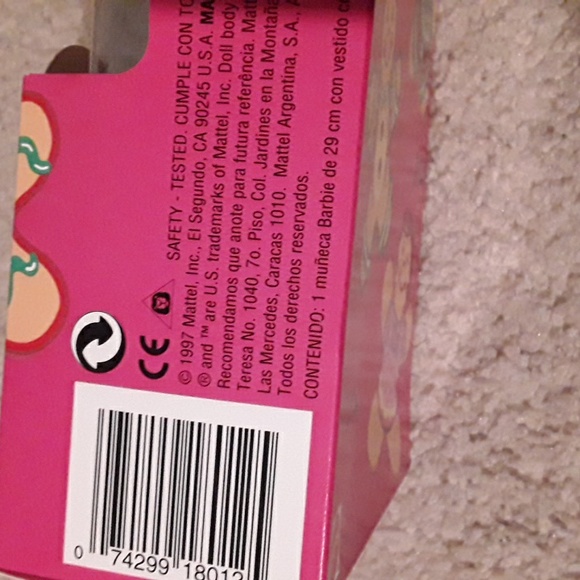 SAFETY - TESTED. CUMPLE CON
© 1997 Mattel, Inc., El Segundo, CA 90245 U.S.A.
® and ™ are U.S. trademarks of Mattel, Inc. Doll body
Recomendamos que anote para futura referência.
Teresa No. 1040, 7o. Piso, Col. Jardines en la Montaña
Las Mercedes, Caracas 1010. Mattel Argentina, S.A.,
Todos los derechos reservados.
CONTENIDO: 1 muñeca Barbie de 29 cm con vestido
CE
0 74299 18012